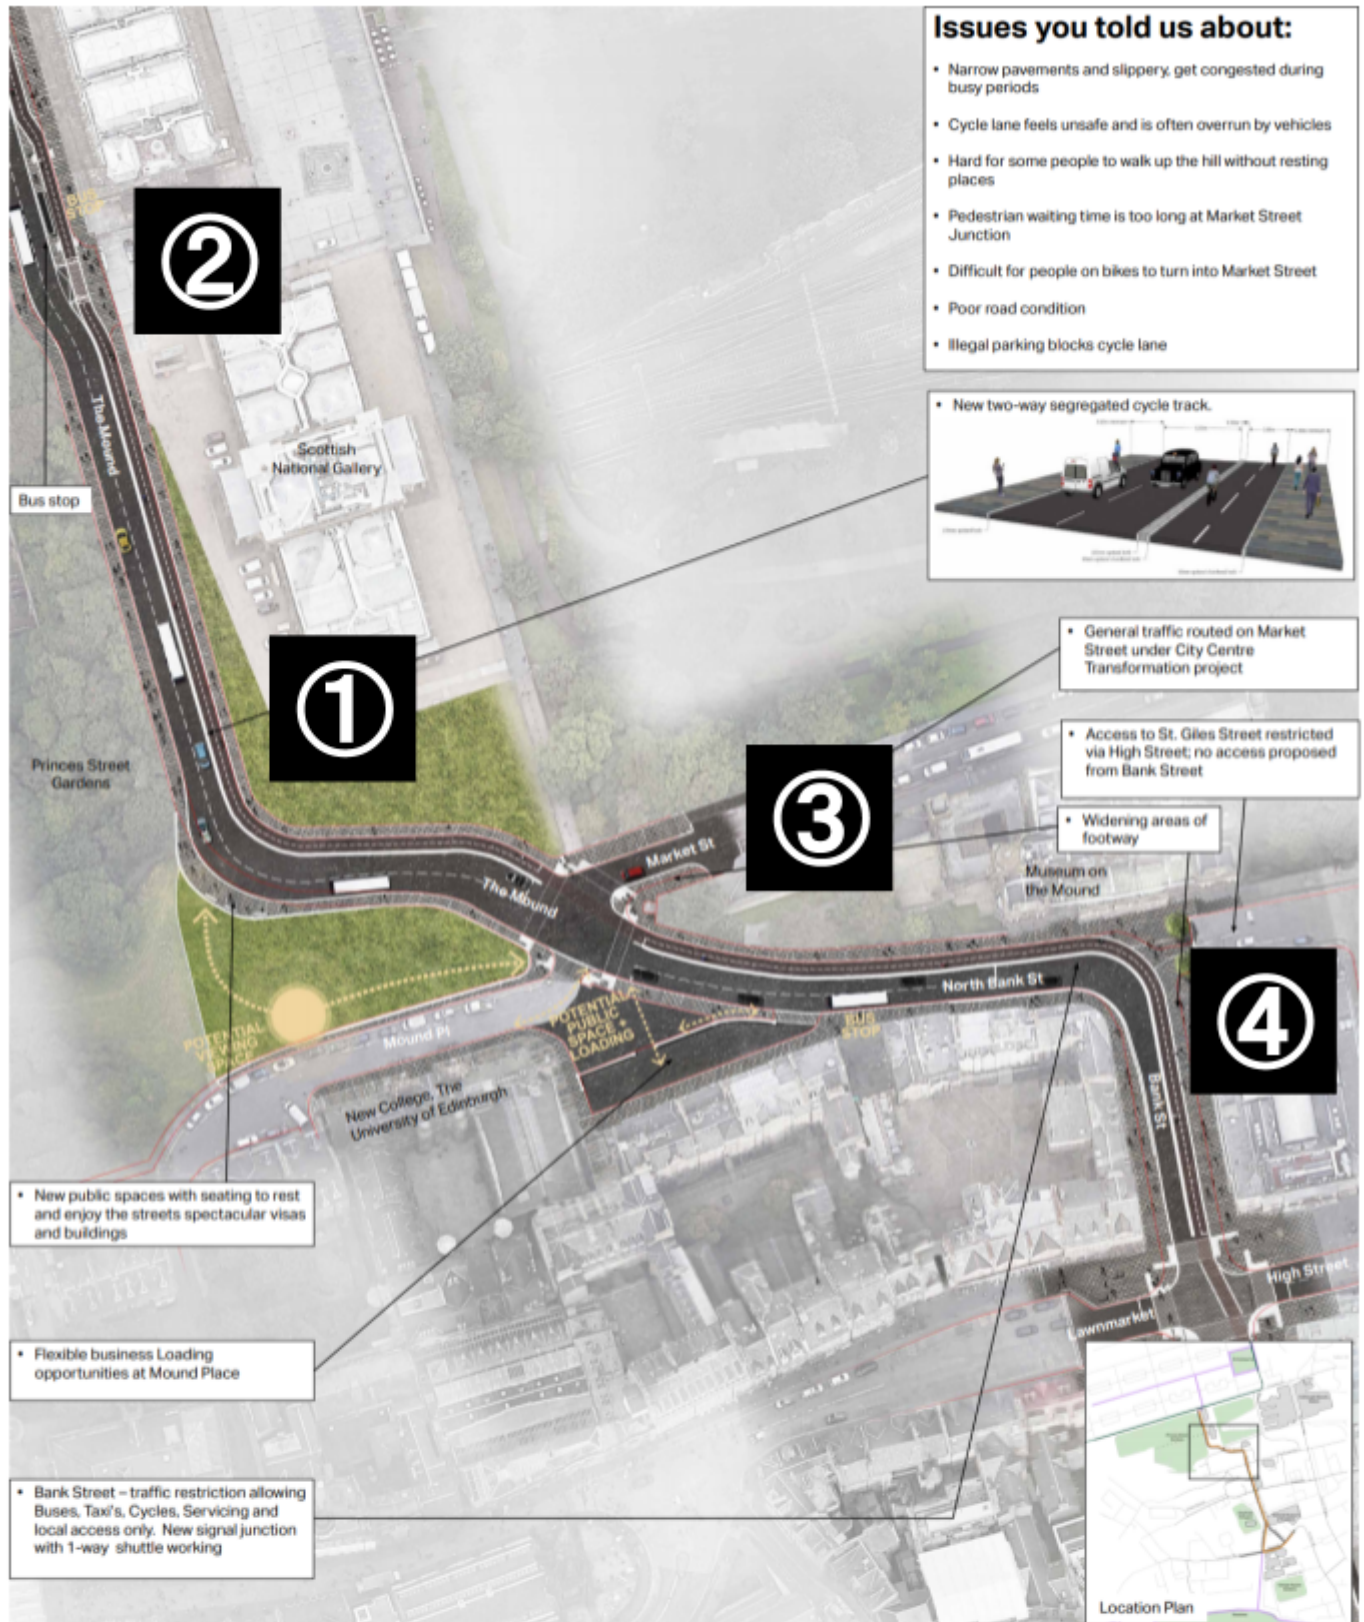 Issues you told us about:
• Narrow pavements and slippery, get congested during
busy periods
• Cycle lane feels unsafe and is often overrun by vehicles
• Hard for some people to walk up the hill without resting
places
• Pedestrian waiting time is too long at Market Street
Junction
• Difficult for people on bikes to turn into Market Street
• Poor road condition
• Illegal parking blocks cycle lane
BUS
STOP
②
• New two-way segregated cycle track.
The Mound
Scottish
National Gallery
Bus stop
①
• General traffic routed on Market
Street under City Centre
Transformation project
• Access to St. Giles Street restricted
via High Street; no access proposed
from Bank Street
Princes Street
Gardens
③
• Widening areas of
footway
Market St
Museum on
the Mound
The Mound
North Bank St
④
POTENTIAL
VIEWING
SPACE
Mound Pl
POTENTIAL
PUBLIC
SPACE +
LOADING
BUS
STOP
Bank St
New College, The
University of Edinburgh
• New public spaces with seating to rest
and enjoy the streets spectacular visas
and buildings
High Street
Lawnmarket
• Flexible business Loading
opportunities at Mound Place
• Bank Street – traffic restriction allowing
Buses, Taxi's, Cycles, Servicing and
local access only. New signal junction
with 1-way shuttle working
Location Plan